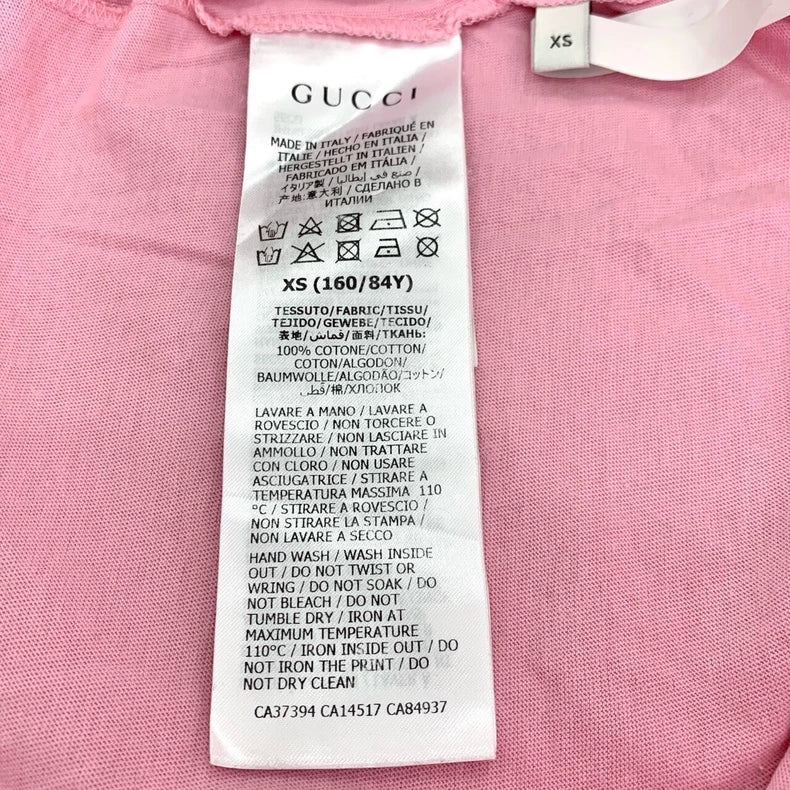 XS
GUCCI
MADE IN ITALY / FABRIQUÉ EN
ITALIE / HECHO EN ITALIA /
HERGESTELLT IN ITALIEN /
FABRICADO EM ITÁLIA /
イタリア製 / صنع في إيطاليا /
产地:意大利 / СДЕЛАНО В
ИТАЛИИ
XS (160/84Y)
TESSUTO/FABRIC/TISSU/
TEJIDO/GEWEBE/TECIDO/
表地/قماش/面料/ТКАНЬ:
100% COTONE/COTTON/
COTON/ALGODON/
BAUMWOLLE/ALGODÃO/コットン/
قطن/棉/ХЛОПОК
LAVARE A MANO / LAVARE A
ROVESCIO / NON TORCERE O
STRIZZARE / NON LASCIARE IN
AMMOLLO / NON TRATTARE
CON CLORO / NON USARE
ASCIUGATRICE / STIRARE A
TEMPERATURA MASSIMA 110
°C / STIRARE A ROVESCIO /
NON STIRARE LA STAMPA /
NON LAVARE A SECCO
HAND WASH / WASH INSIDE
OUT / DO NOT TWIST OR
WRING / DO NOT SOAK / DO
NOT BLEACH / DO NOT
TUMBLE DRY / IRON AT
MAXIMUM TEMPERATURE
110°C / IRON INSIDE OUT / DO
NOT IRON THE PRINT / DO
NOT DRY CLEAN
CA37394 CA14517 CA84937